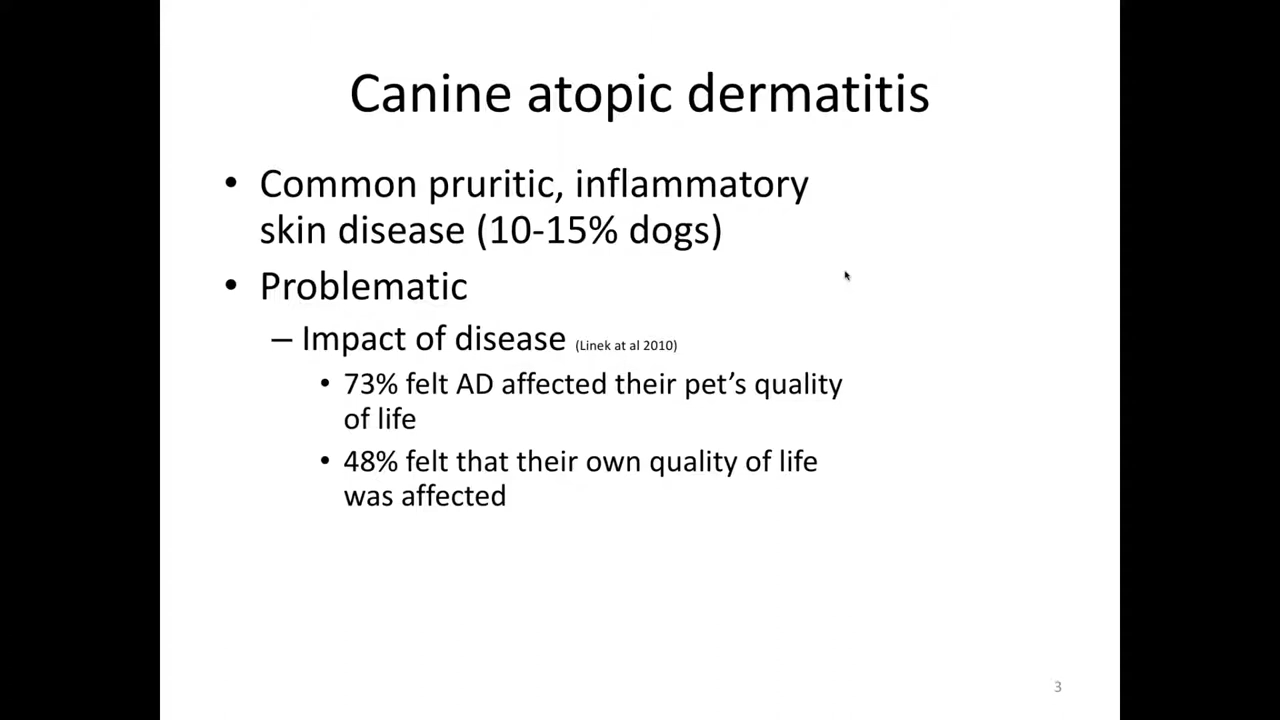 Canine atopic dermatitis
• Common pruritic, inflammatory
skin disease (10-15% dogs)
• Problematic
– Impact of disease (Linek at al 2010)
• 73% felt AD affected their pet’s quality
of life
• 48% felt that their own quality of life
was affected
3